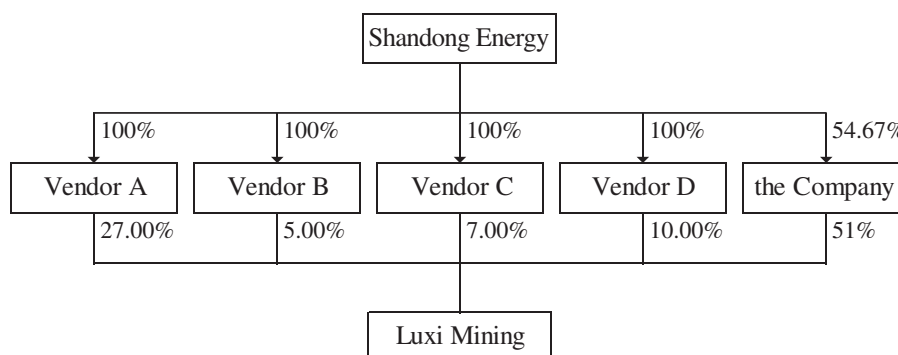 Shandong Energy
100%
100%
100%
100%
54.67%
Vendor A
Vendor B
Vendor C
Vendor D
the Company
27.00%
5.00%
7.00%
10.00%
51%
Luxi Mining